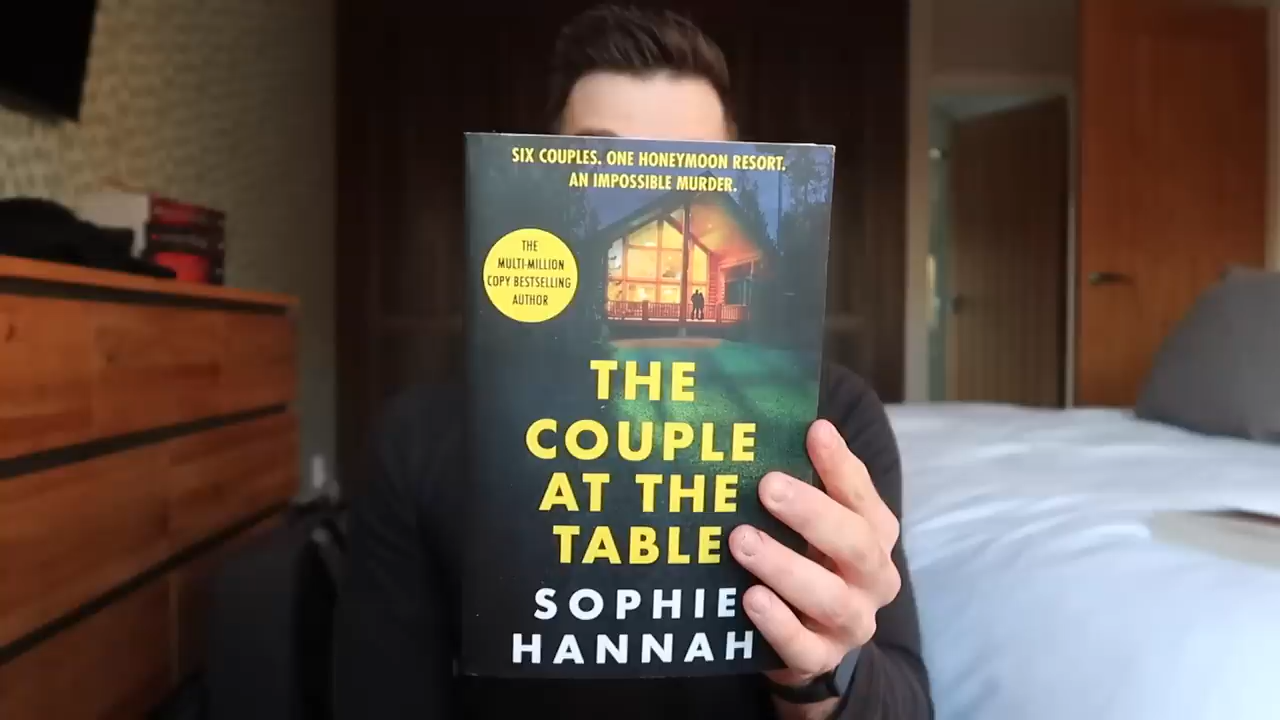 SIX COUPLES. ONE HONEYMOON RESORT.
AN IMPOSSIBLE MURDER.
THE
MULTI-MILLION
COPY BESTSELLING
AUTHOR
THE
COUPLE
AT THE
TABLE
SOPHIE
HANNAH